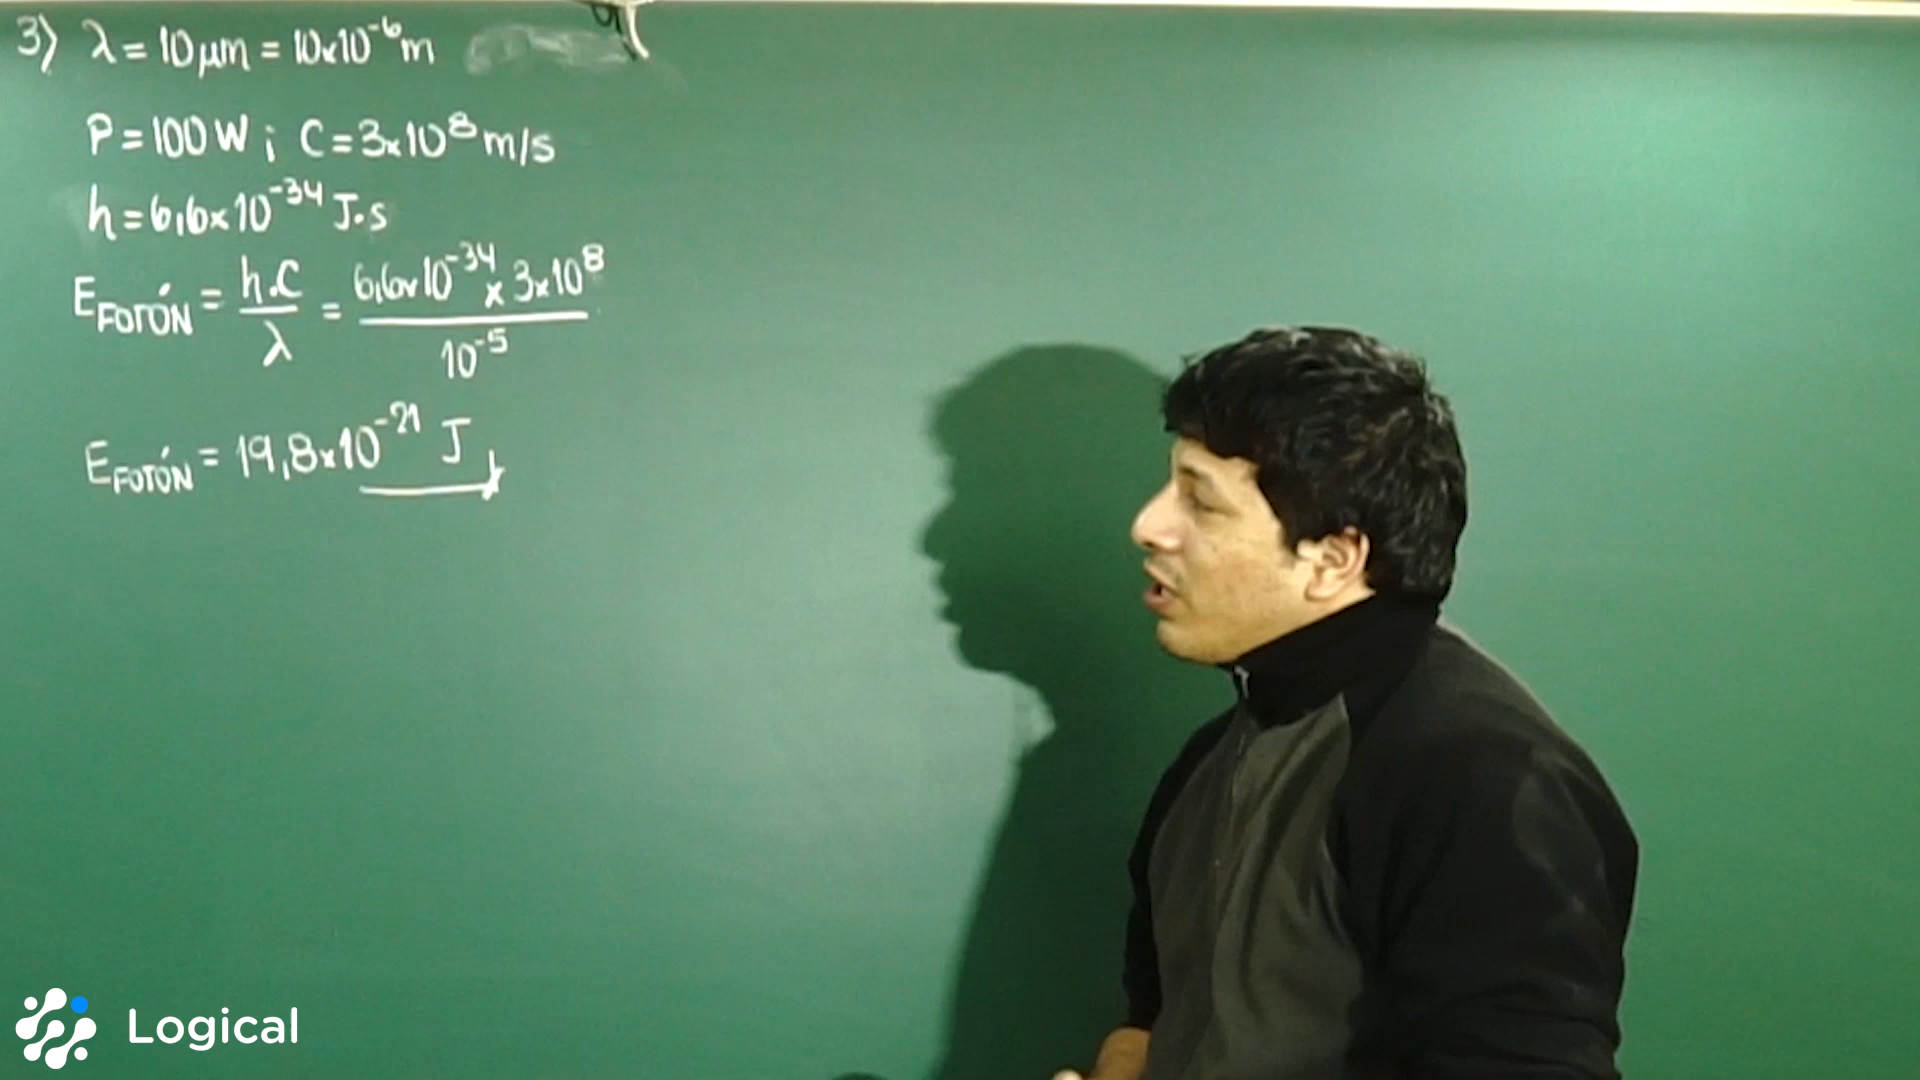 3) λ = 10 μm = 10x10⁻⁶ m
P = 100 W ; C = 3x10⁸ m/s
h = 6,6x10⁻³⁴ J·s
E_FOTÓN = h.C / λ = 6,6x10⁻³⁴ x 3x10⁸ / 10⁻⁵
E_FOTÓN = 19,8x10⁻²¹ J
Logical